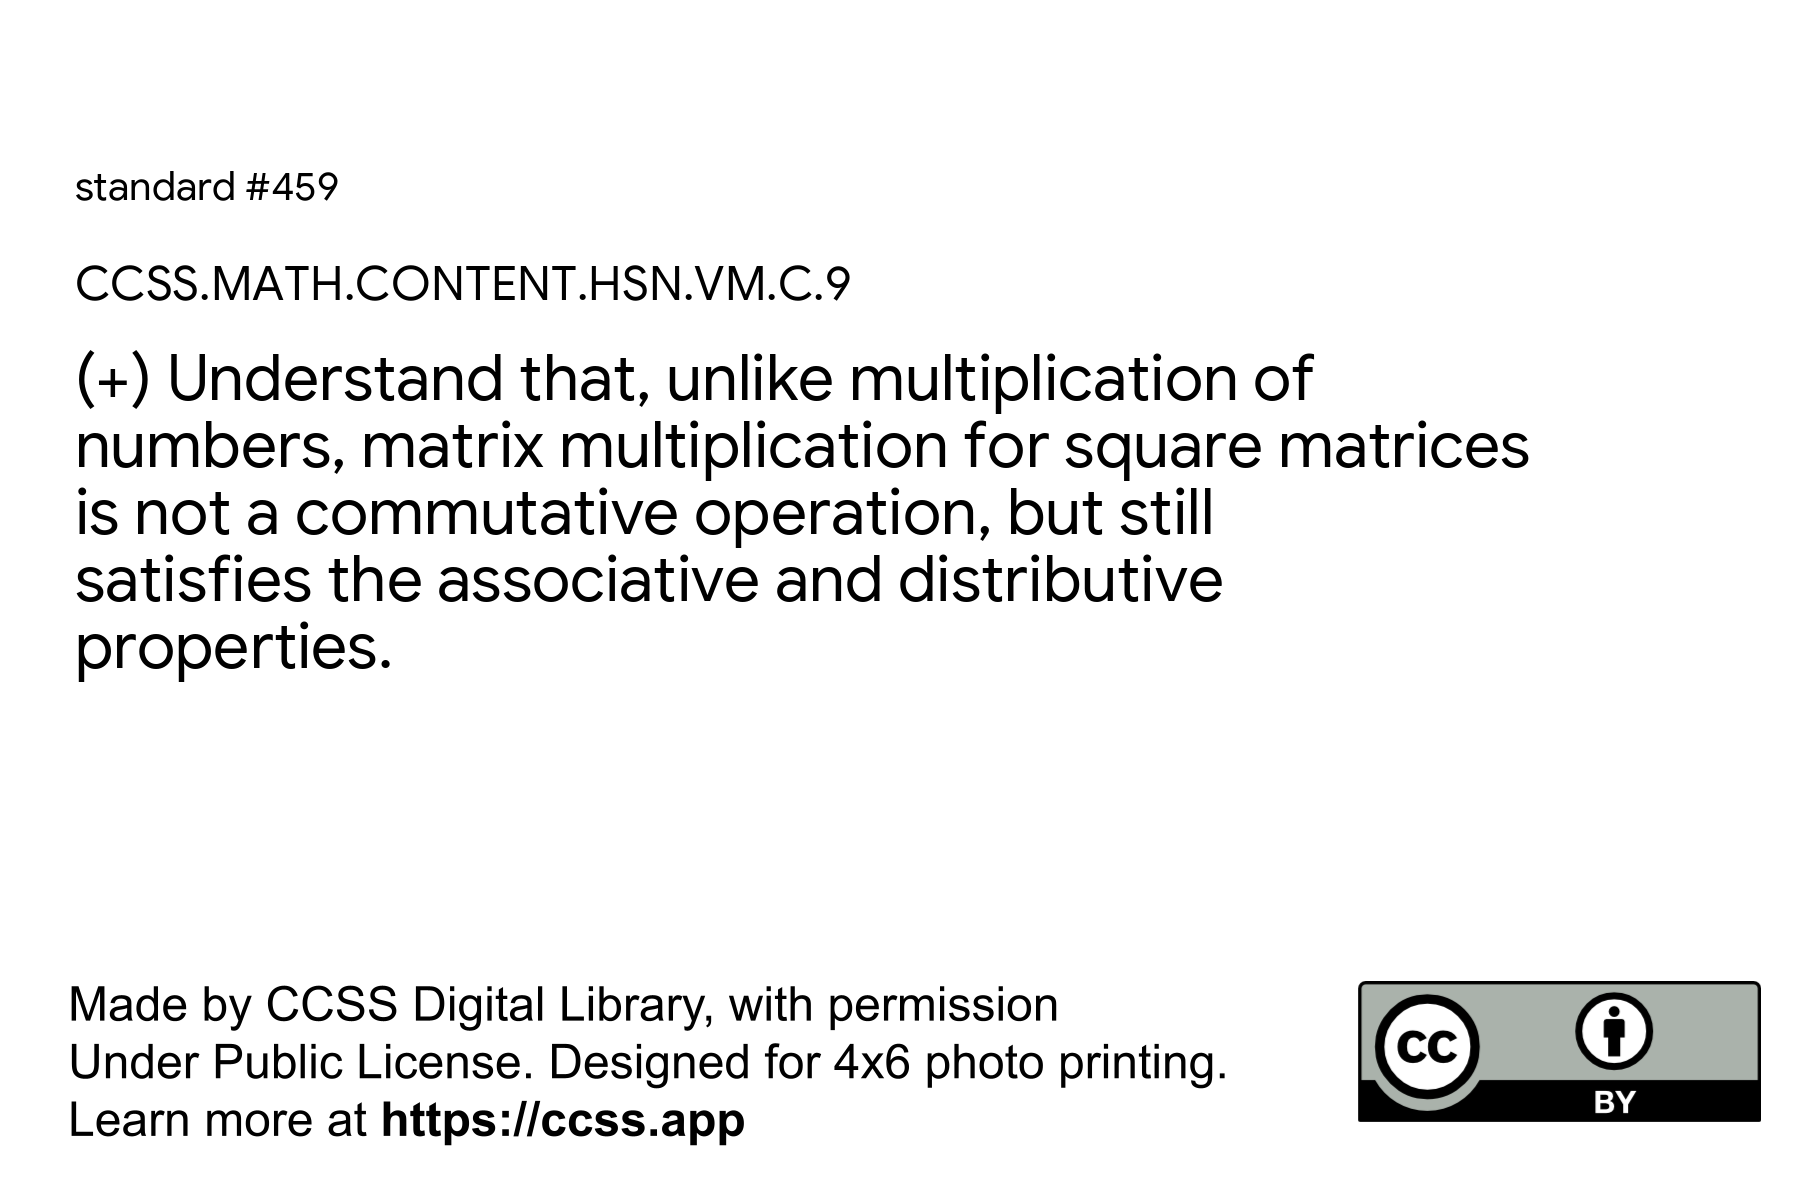 standard #459
CCSS.MATH.CONTENT.HSN.VM.C.9
(+) Understand that, unlike multiplication of
numbers, matrix multiplication for square matrices
is not a commutative operation, but still
satisfies the associative and distributive
properties.
Made by CCSS Digital Library, with permission
Under Public License. Designed for 4x6 photo printing.
Learn more at https://ccss.app
cc
BY